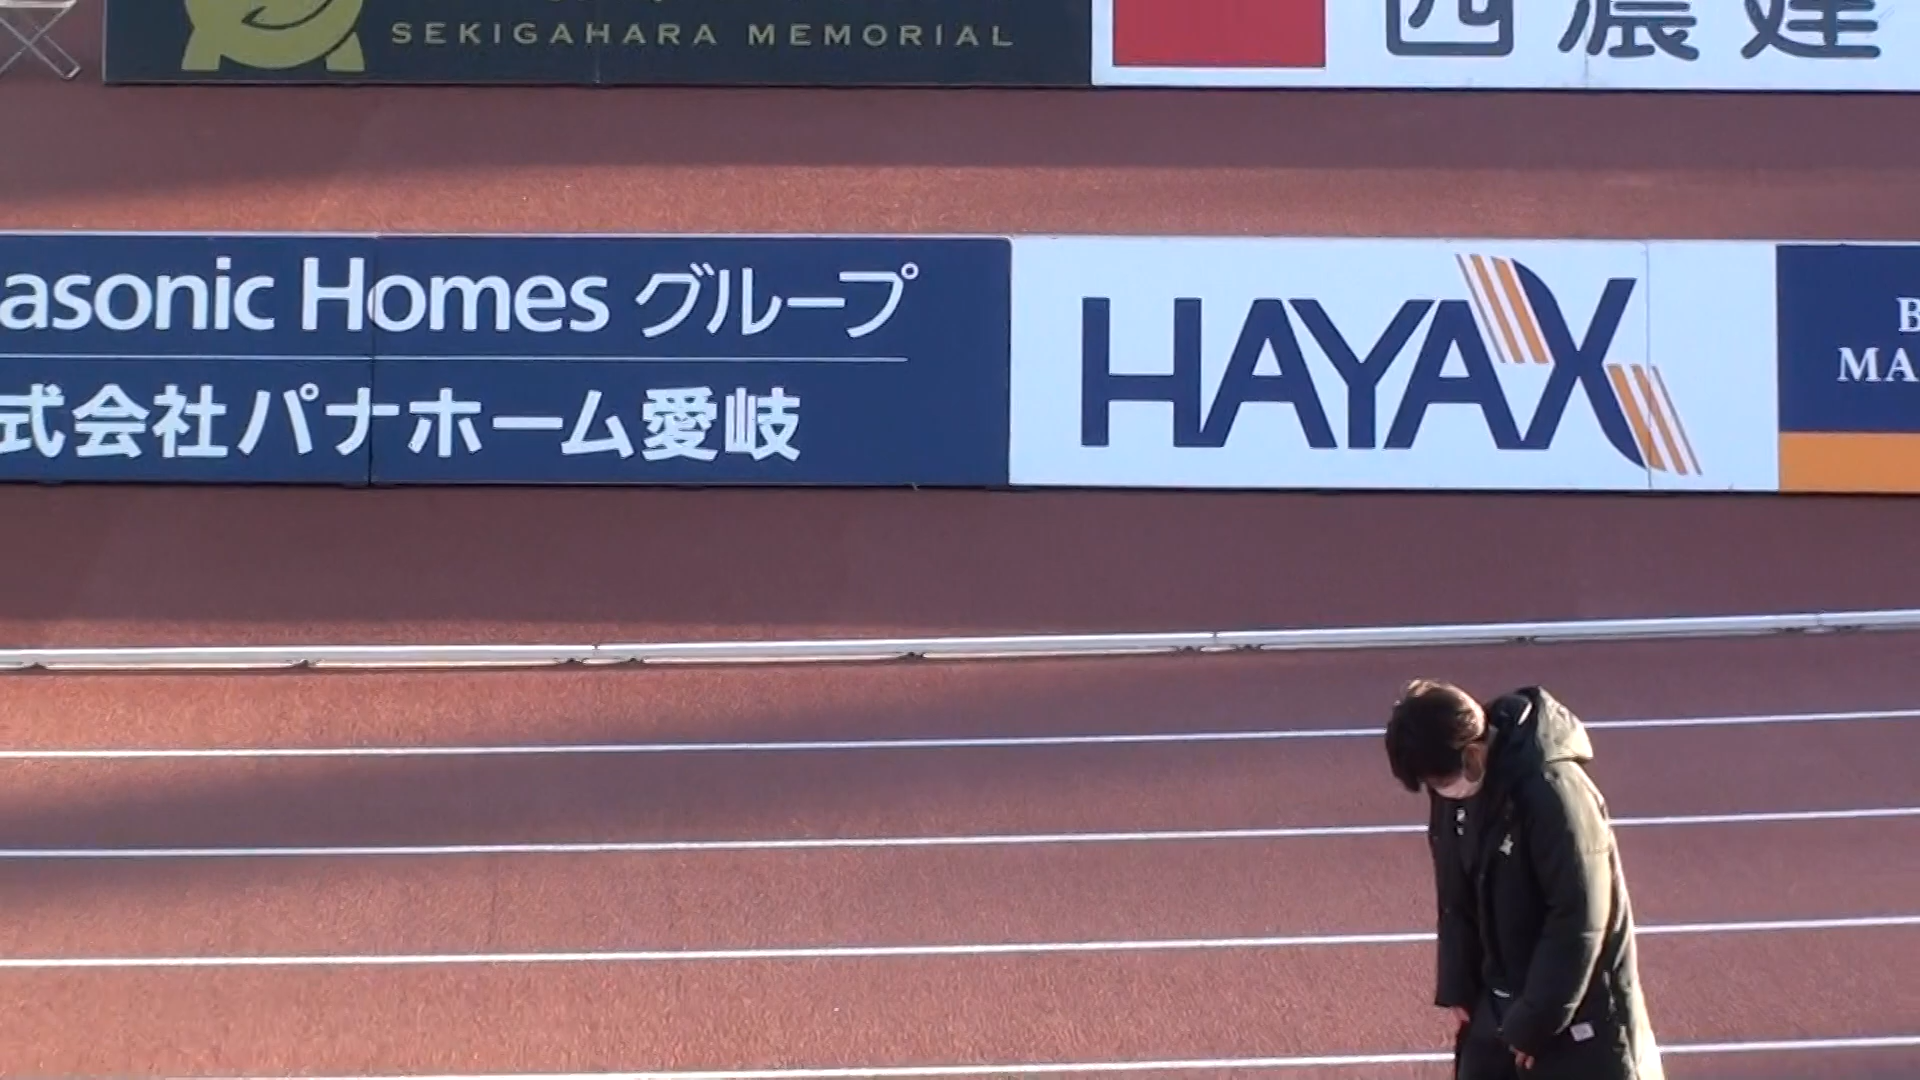 SEKIGAHARA MEMORIAL
西濃建
asonic Homes グループ
式会社パナホーム愛岐
HAYAX
B
MA